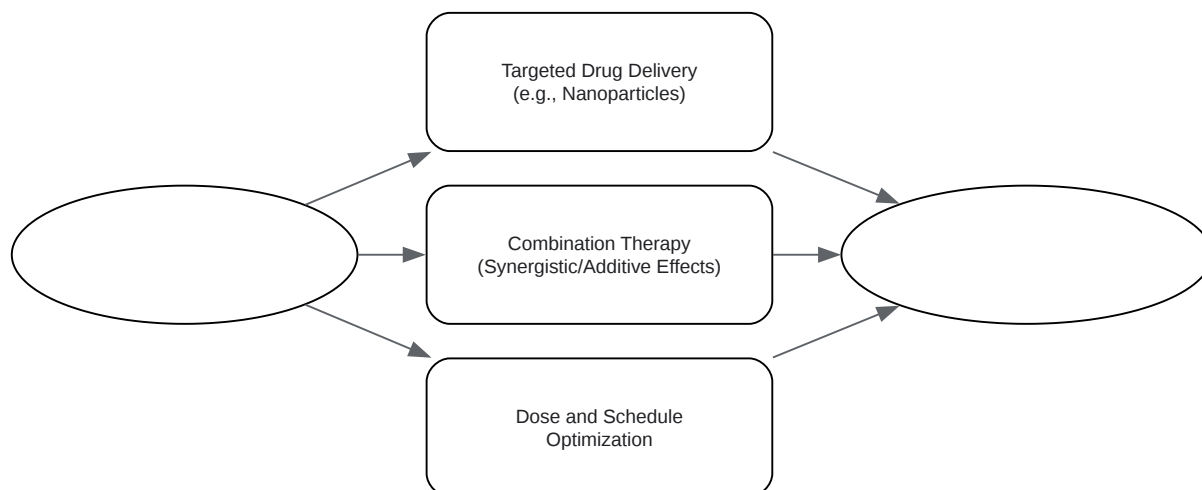 Targeted Drug Delivery
(e.g., Nanoparticles)
Combination Therapy
(Synergistic/Additive Effects)
Dose and Schedule
Optimization